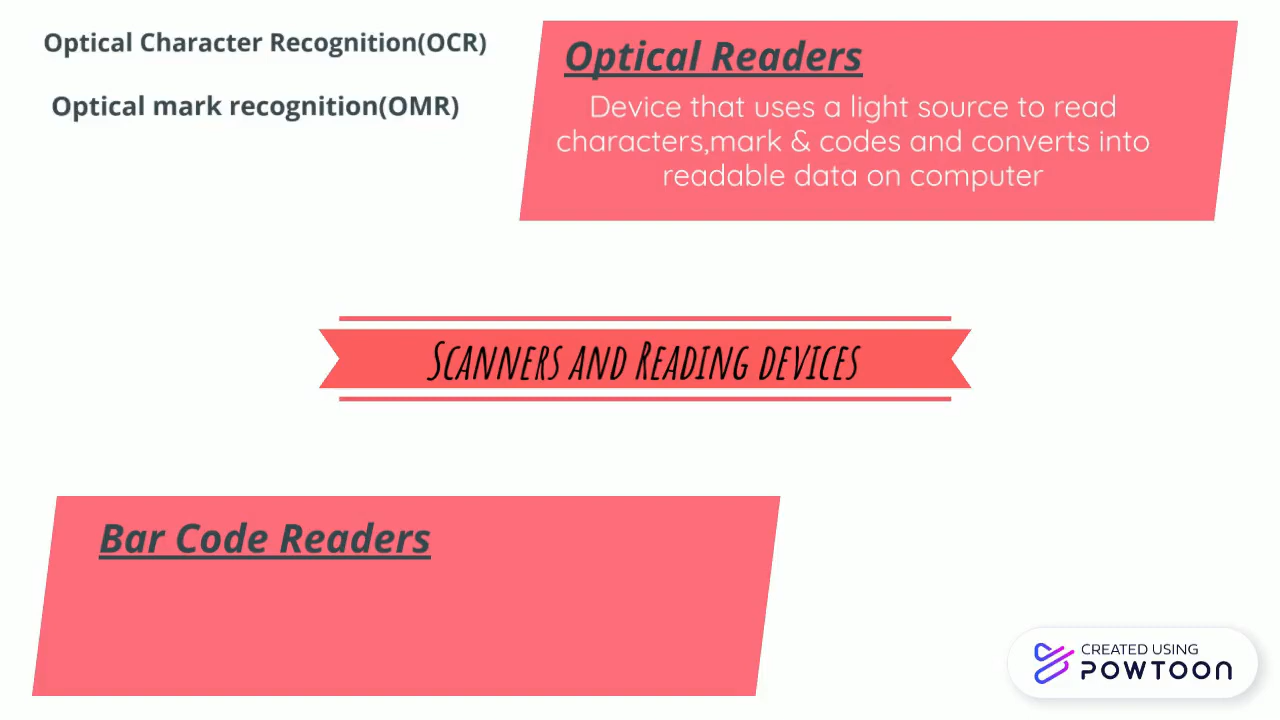 Optical Character Recognition(OCR)
Optical mark recognition(OMR)
Optical Readers
Device that uses a light source to read
characters,mark & codes and converts into
readable data on computer
Scanners and Reading devices
Bar Code Readers
CREATED USING
POWTOON